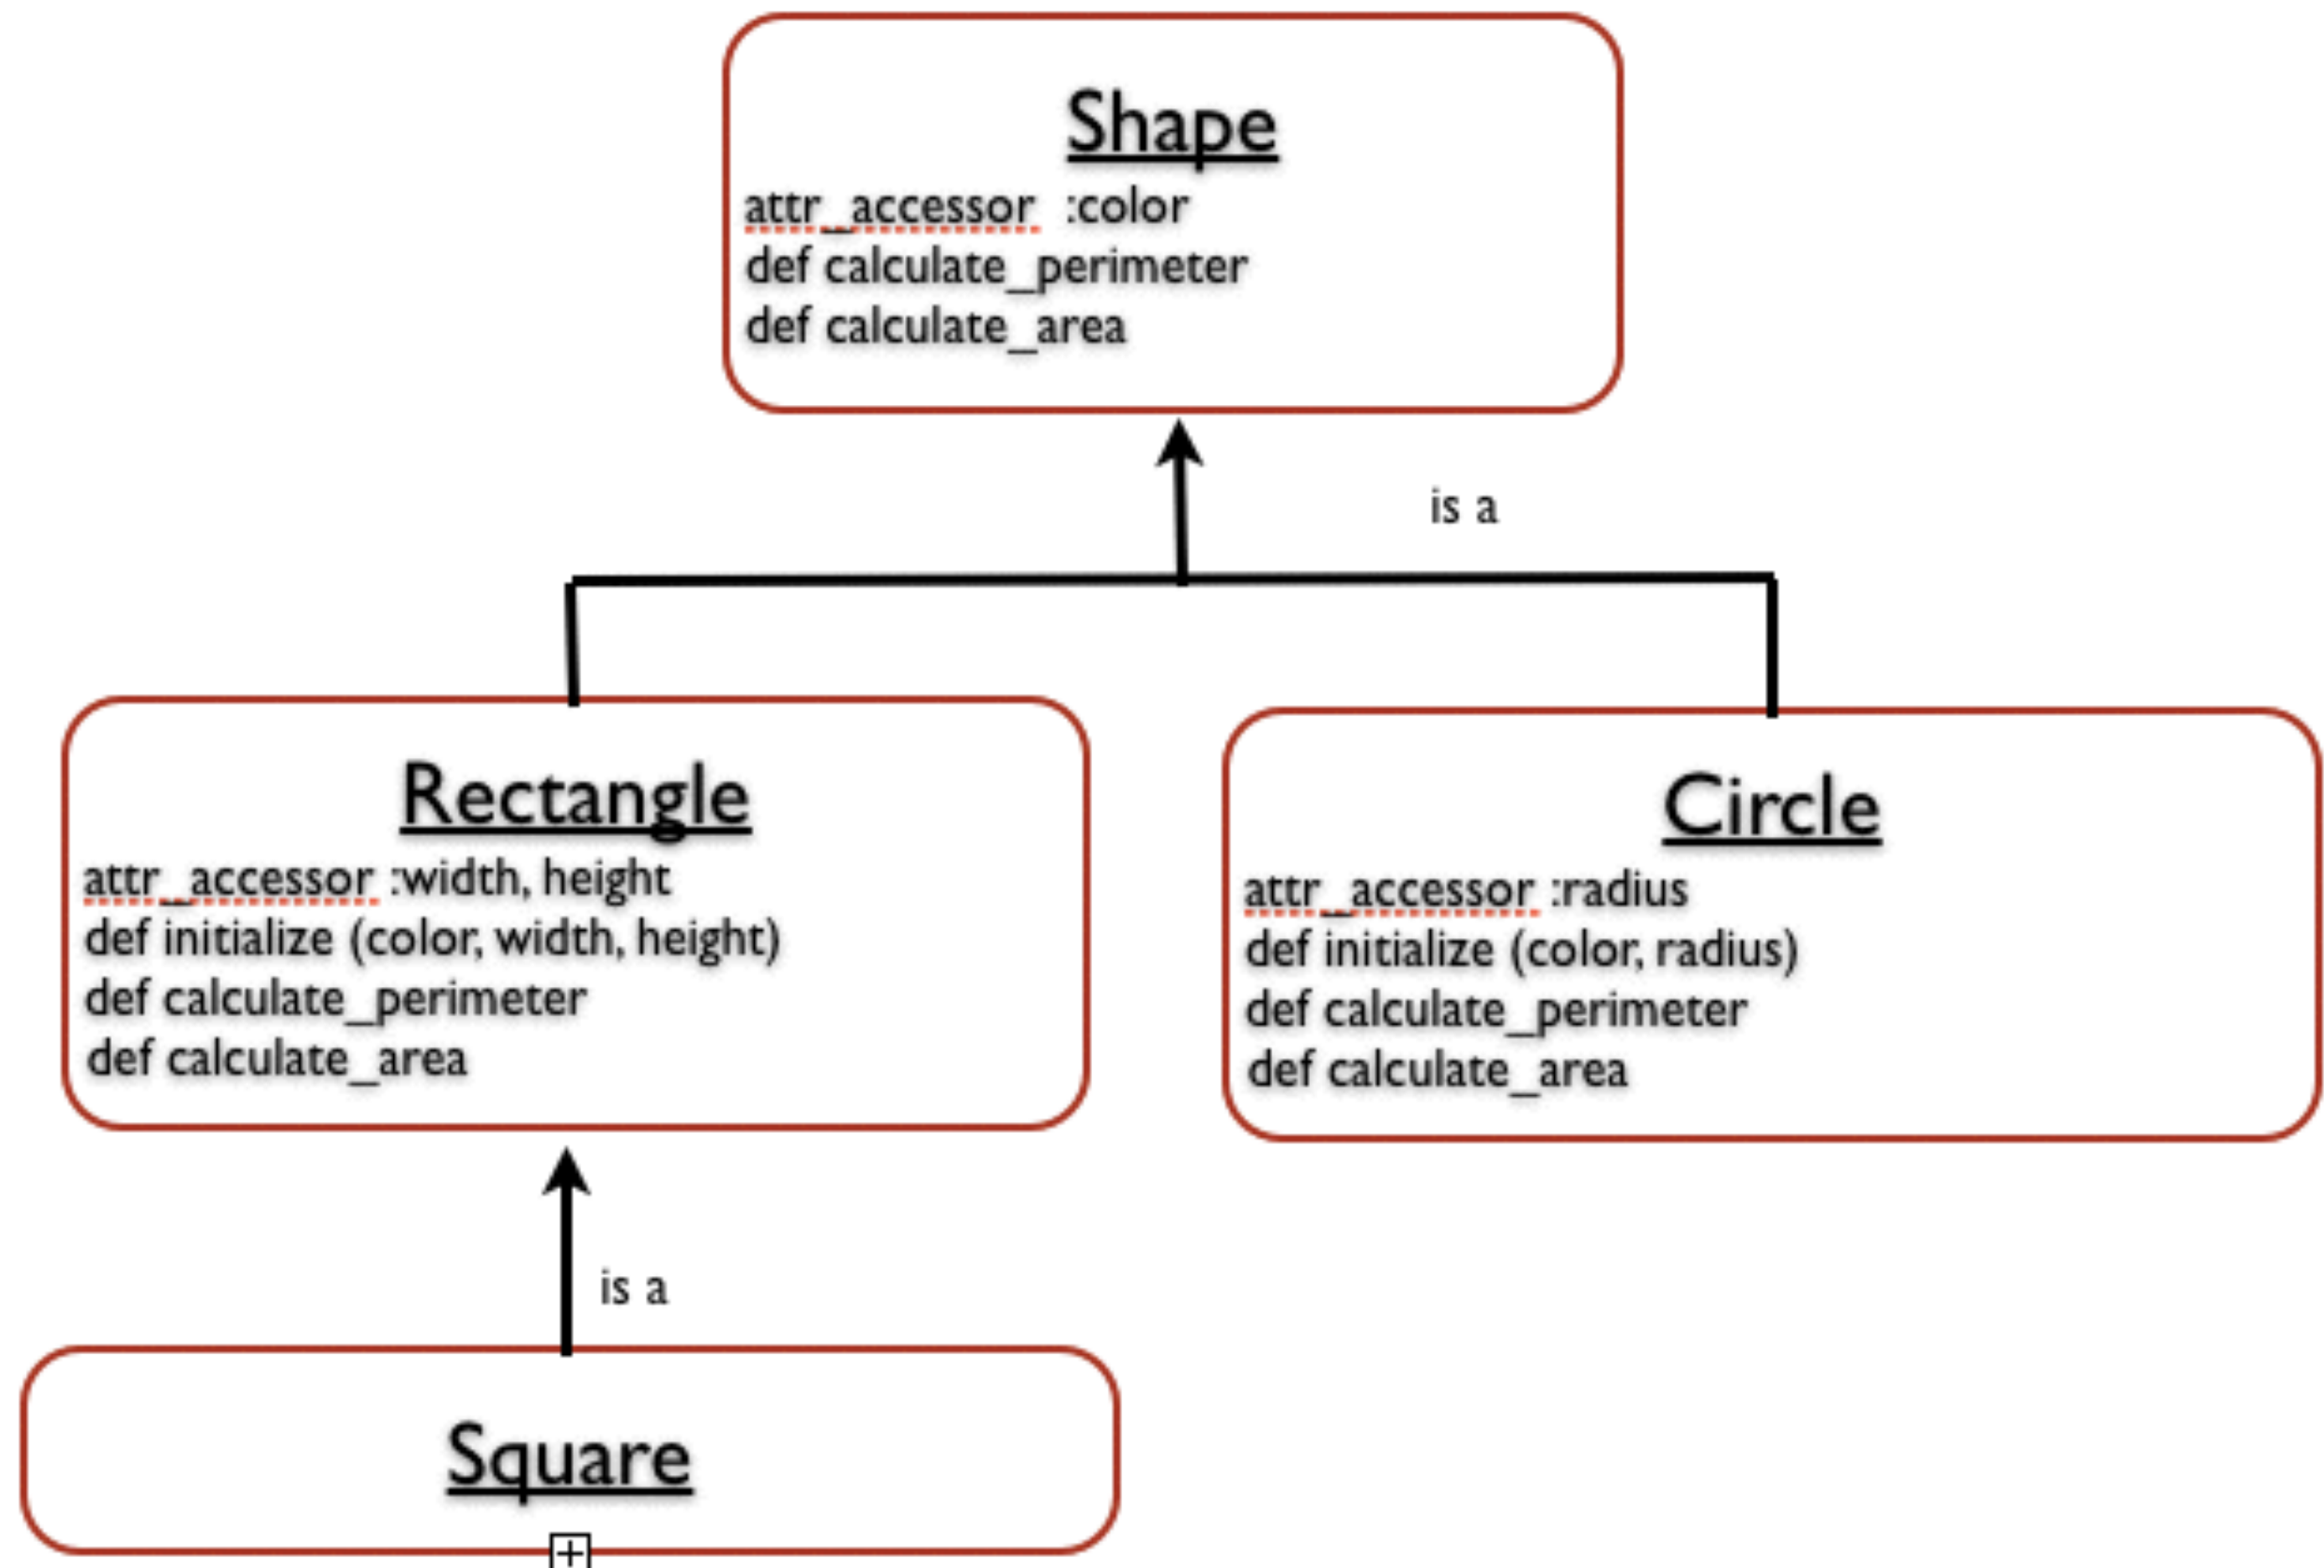 Shape
attr_accessor :color
def calculate_perimeter
def calculate_area
is a
Rectangle
attr_accessor :width, height
def initialize (color, width, height)
def calculate_perimeter
def calculate_area
Circle
attr_accessor :radius
def initialize (color, radius)
def calculate_perimeter
def calculate_area
is a
Square